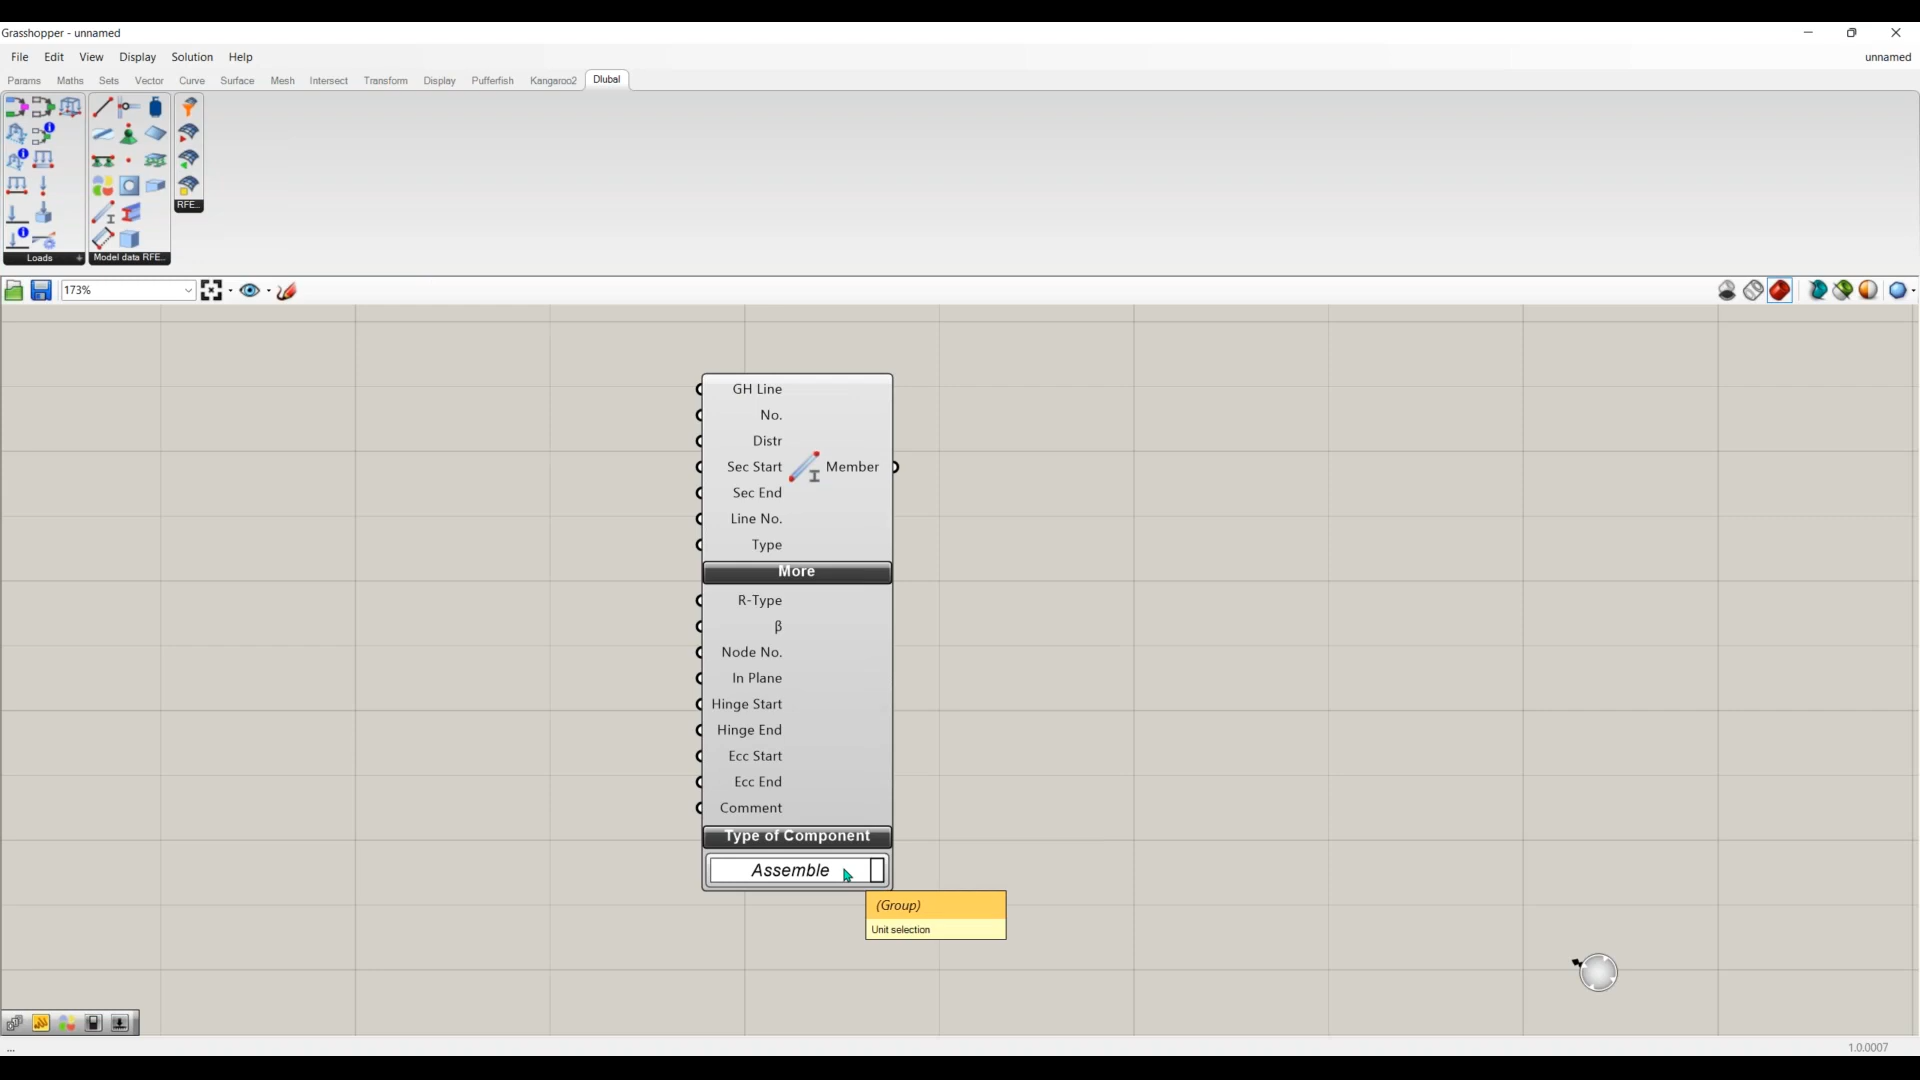 Grasshopper - unnamed
File Edit View Display Solution Help unnamed
Params Maths Sets Vector Curve Surface Mesh Intersect Transform Display Pufferfish Kangaroo2 Dlubal
RFE...
Loads + Model data RFE...
173%
GH Line
No.
Distr
Sec Start Member
Sec End
Line No.
Type
More
R-Type
β
Node No.
In Plane
Hinge Start
Hinge End
Ecc Start
Ecc End
Comment
Type of Component
Assemble
(Group)
Unit selection
...
1.0.0007